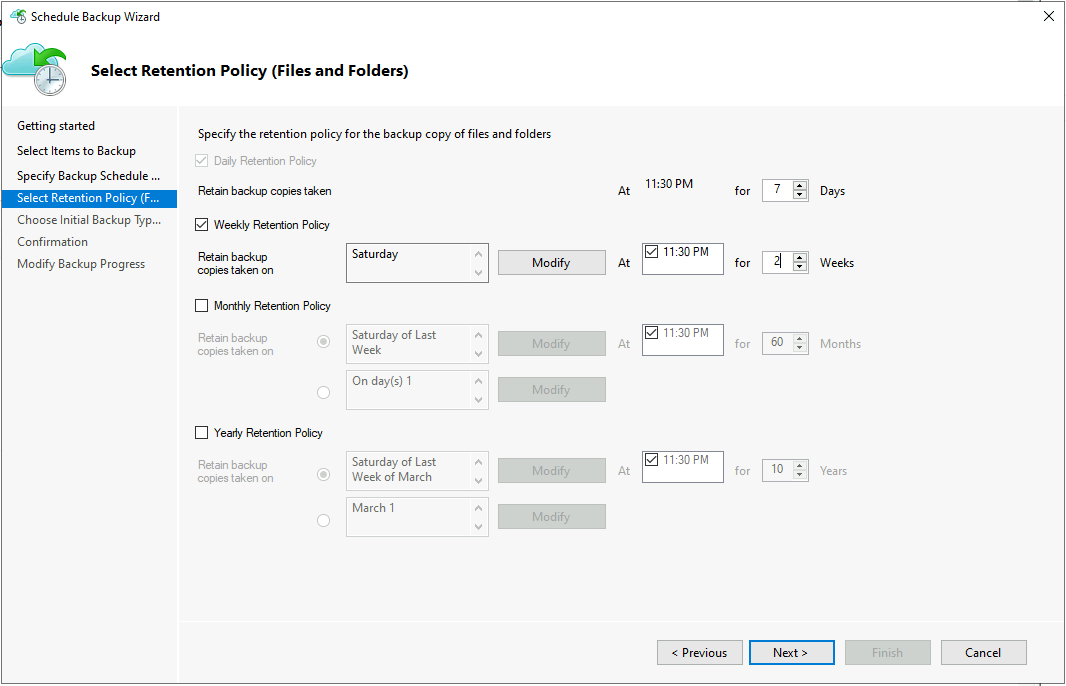 Schedule Backup Wizard
Select Retention Policy (Files and Folders)
Getting started
Select Items to Backup
Specify Backup Schedule ...
Select Retention Policy (F...
Choose Initial Backup Typ...
Confirmation
Modify Backup Progress
Specify the retention policy for the backup copy of files and folders
Daily Retention Policy
Retain backup copies taken At 11:30 PM for 7 Days
Weekly Retention Policy
Retain backup
copies taken on
Saturday Modify At 11:30 PM for 2 Weeks
Monthly Retention Policy
Retain backup
copies taken on
Saturday of Last
Week
Modify At 11:30 PM for 60 Months
On day(s) 1 Modify
Yearly Retention Policy
Retain backup
copies taken on
Saturday of Last
Week of March
Modify At 11:30 PM for 10 Years
March 1 Modify
< Previous Next > Finish Cancel